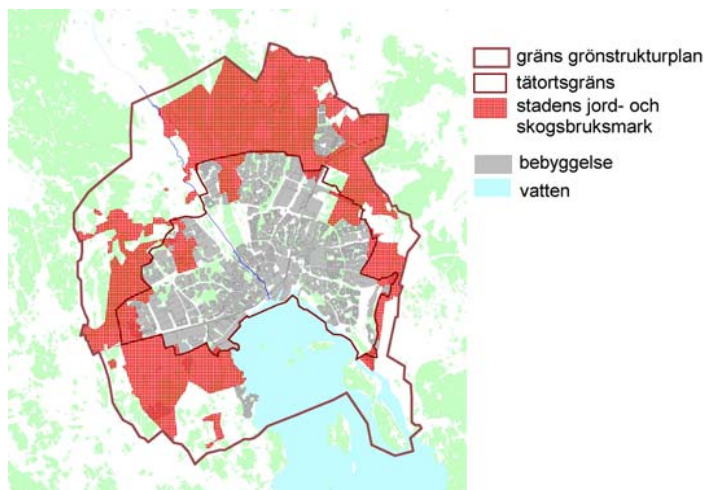 gräns grönstrukturplan
tätortsgräns
stadens jord- och
skogsbruksmark
bebyggelse
vatten